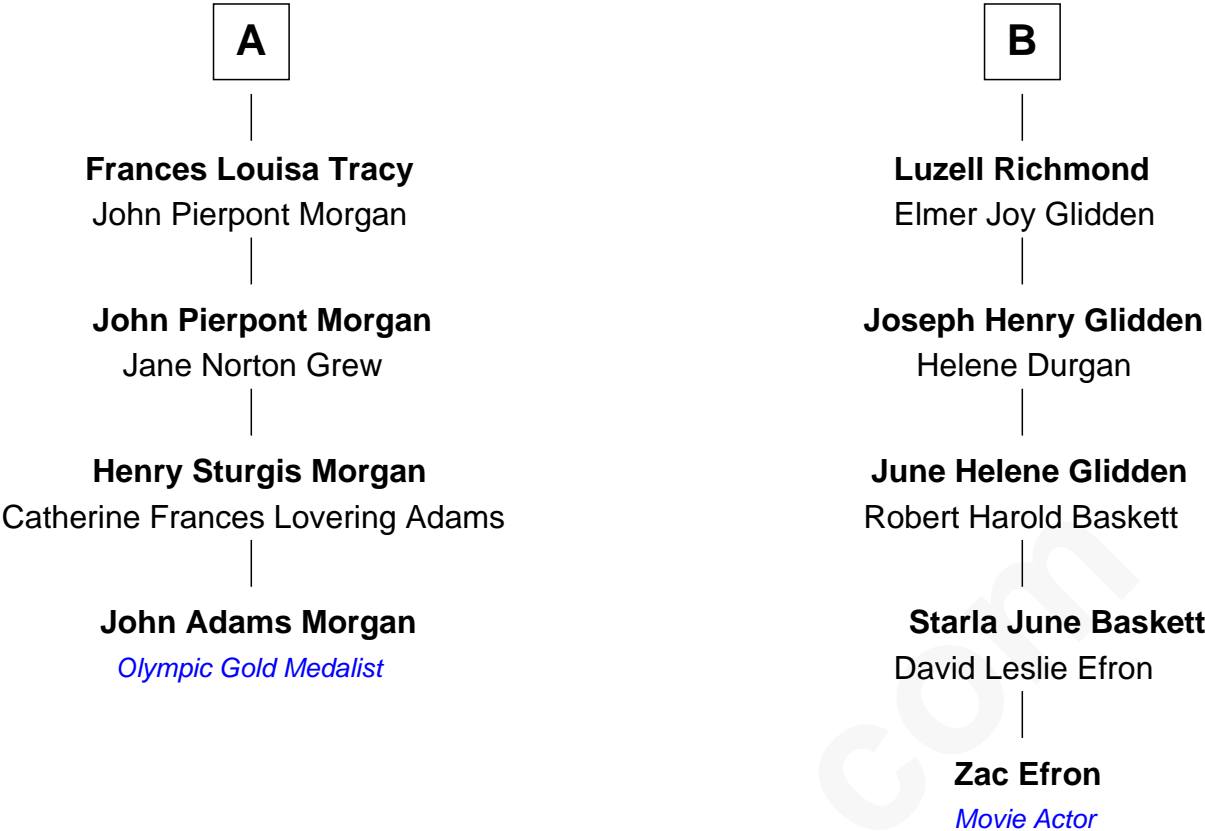 A
Frances Louisa Tracy
John Pierpont Morgan
John Pierpont Morgan
Jane Norton Grew
Henry Sturgis Morgan
Catherine Frances Lovering Adams
John Adams Morgan
Olympic Gold Medalist
B
Luzell Richmond
Elmer Joy Glidden
Joseph Henry Glidden
Helene Durgan
June Helene Glidden
Robert Harold Baskett
Starla June Baskett
David Leslie Efron
Zac Efron
Movie Actor
com